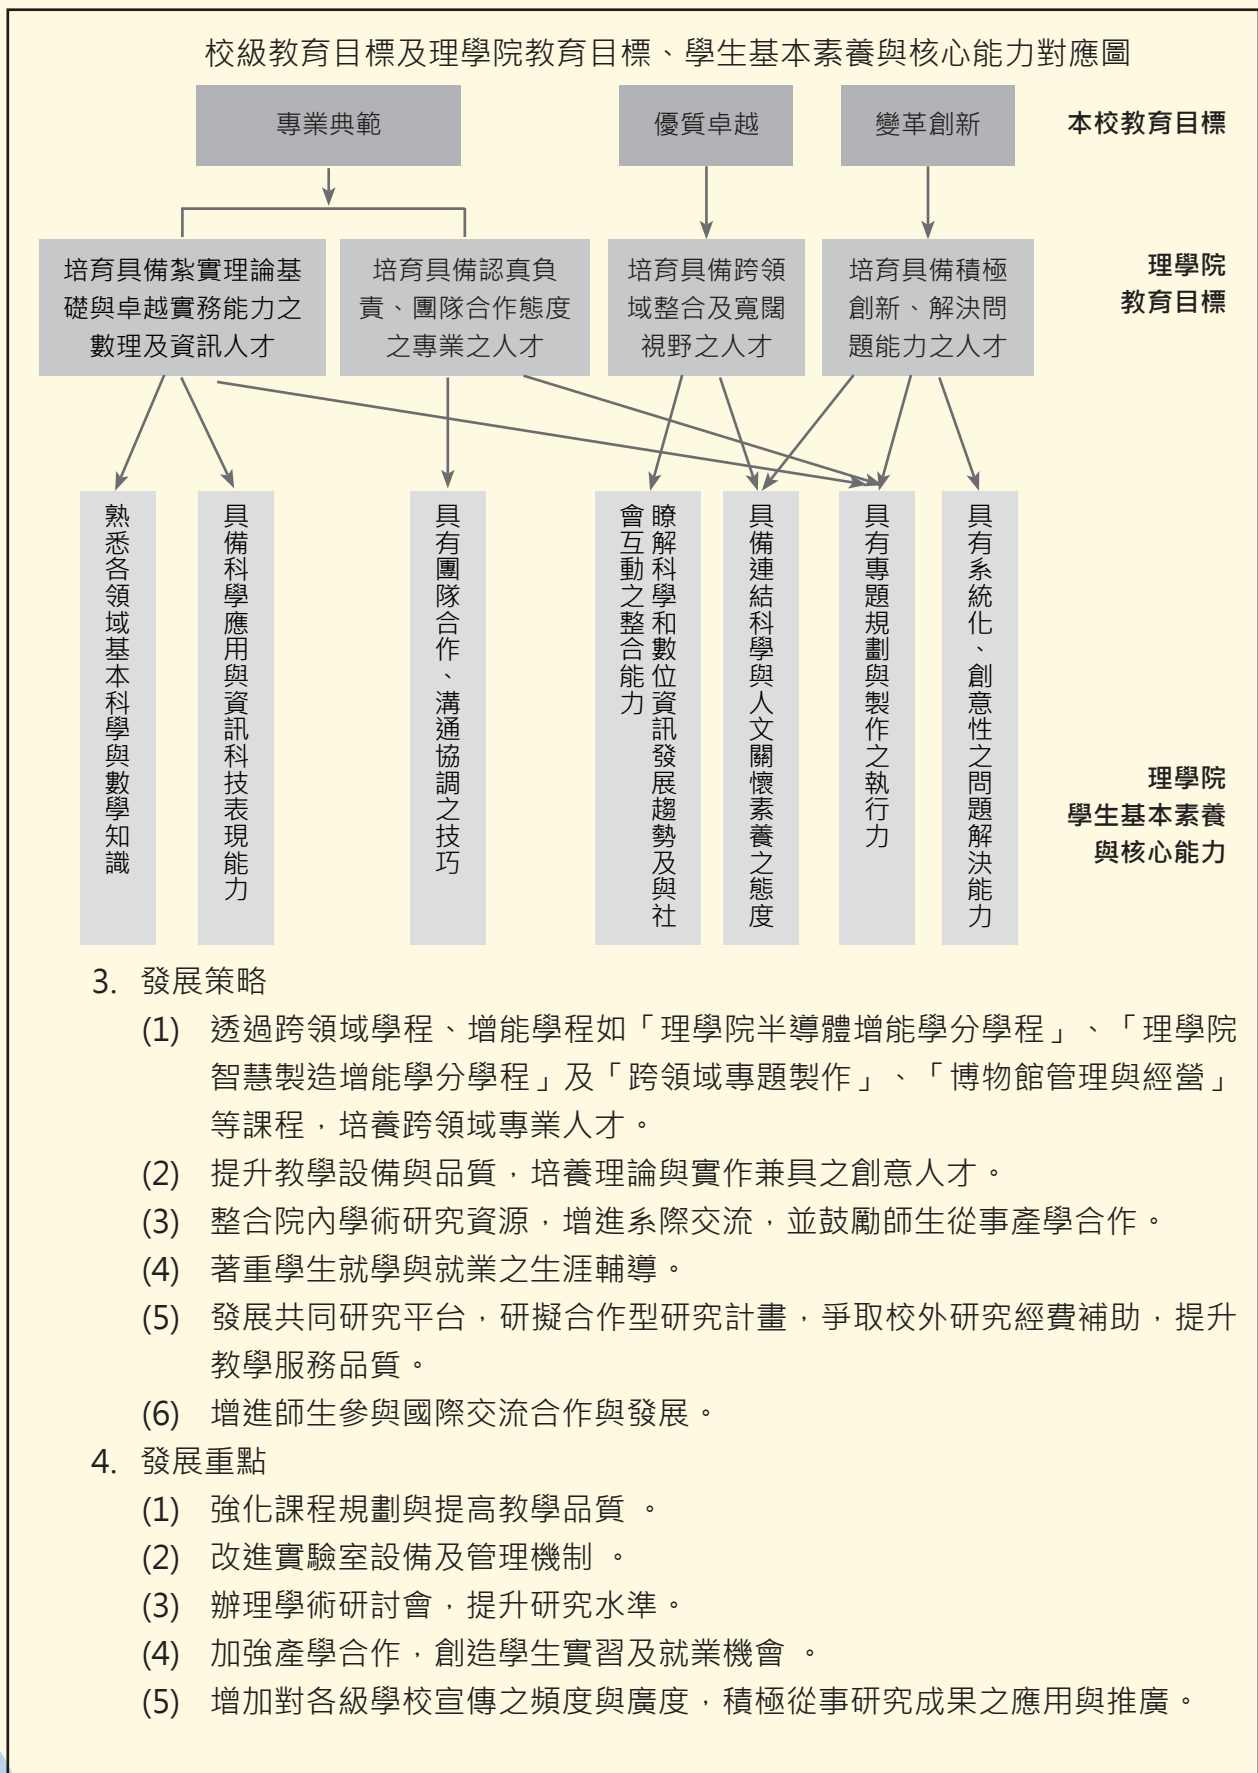 校級教育目標及理學院教育目標、學生基本素養與核心能力對應圖
專業典範
優質卓越
變革創新
本校教育目標
培育具備紮實理論基
礎與卓越實務能力之
數理及資訊人才
培育具備認真負
責、團隊合作態度
之專業之人才
培育具備跨領
域整合及寬闊
視野之人才
培育具備積極
創新、解決問
題能力之人才
理學院
教育目標
熟悉各領域基本科學與數學知識
具備科學應用與資訊科技表現能力
具有團隊合作、溝通協調之技巧
瞭解科學和數位資訊發展趨勢及與社
會互動之整合能力
具備連結科學與人文關懷素養之態度
具有專題規劃與製作之執行力
具有系統化、創意性之問題解決能力
理學院
學生基本素養
與核心能力
3. 發展策略
(1) 透過跨領域學程、增能學程如「理學院半導體增能學分學程」、「理學院
智慧製造增能學分學程」及「跨領域專題製作」、「博物館管理與經營」
等課程，培養跨領域專業人才。
(2) 提升教學設備與品質，培養理論與實作兼具之創意人才。
(3) 整合院內學術研究資源，增進系際交流，並鼓勵師生從事產學合作。
(4) 著重學生就學與就業之生涯輔導。
(5) 發展共同研究平台，研擬合作型研究計畫，爭取校外研究經費補助，提升
教學服務品質。
(6) 增進師生參與國際交流合作與發展。
4. 發展重點
(1) 強化課程規劃與提高教學品質 。
(2) 改進實驗室設備及管理機制 。
(3) 辦理學術研討會，提升研究水準。
(4) 加強產學合作，創造學生實習及就業機會 。
(5) 增加對各級學校宣傳之頻度與廣度，積極從事研究成果之應用與推廣。